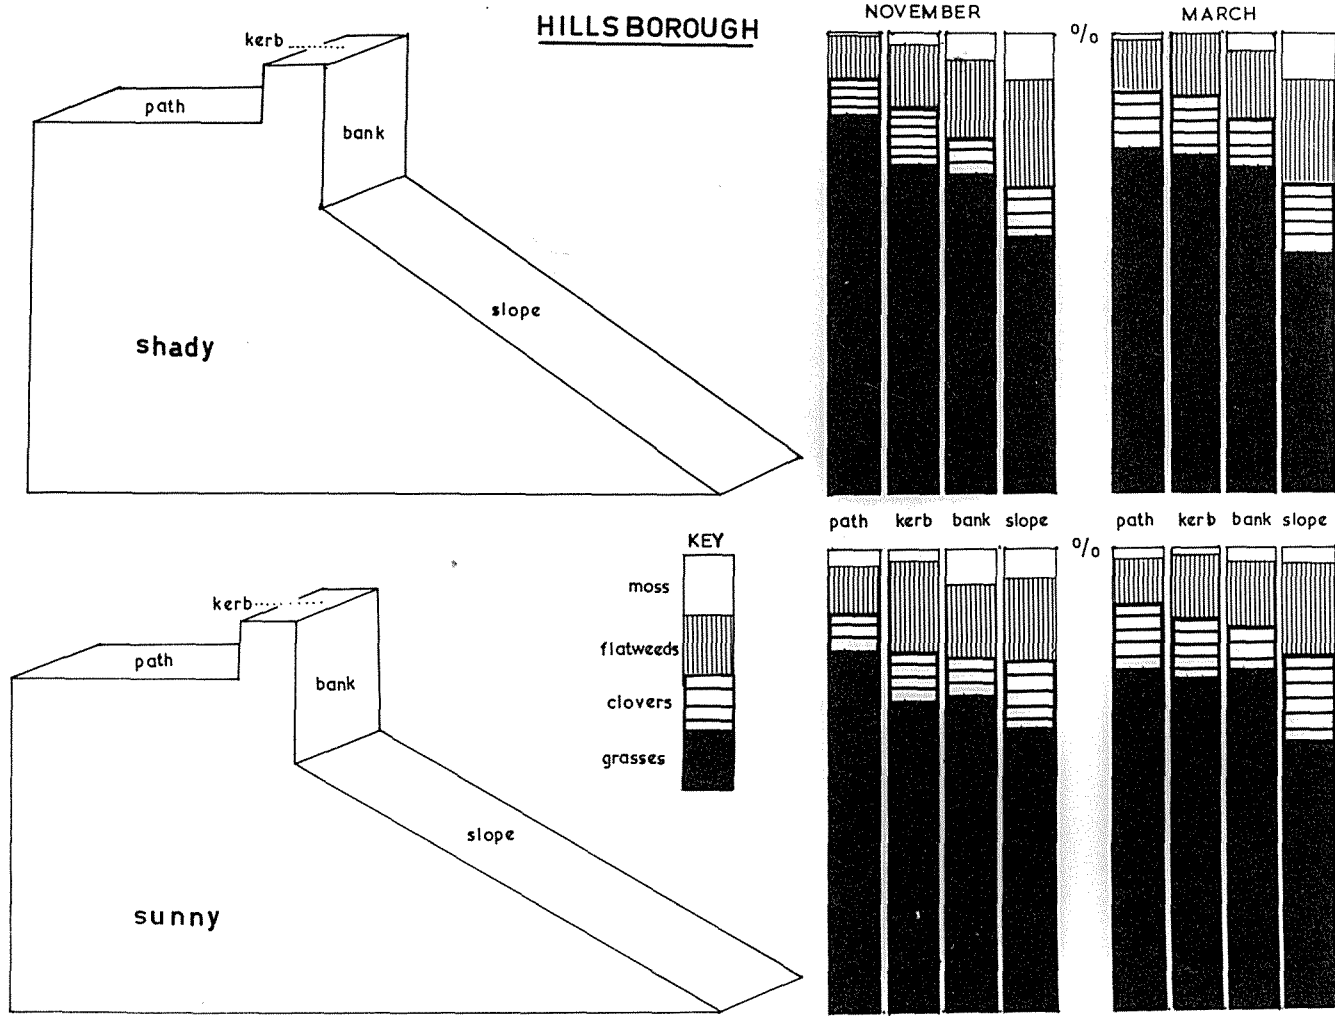 HILLSBOROUGH
NOVEMBER
MARCH
%
kerb
path
bank
slope
shady
path kerb bank slope
path kerb bank slope
%
KEY
moss
flatweeds
clovers
grasses
kerb
path
bank
slope
sunny